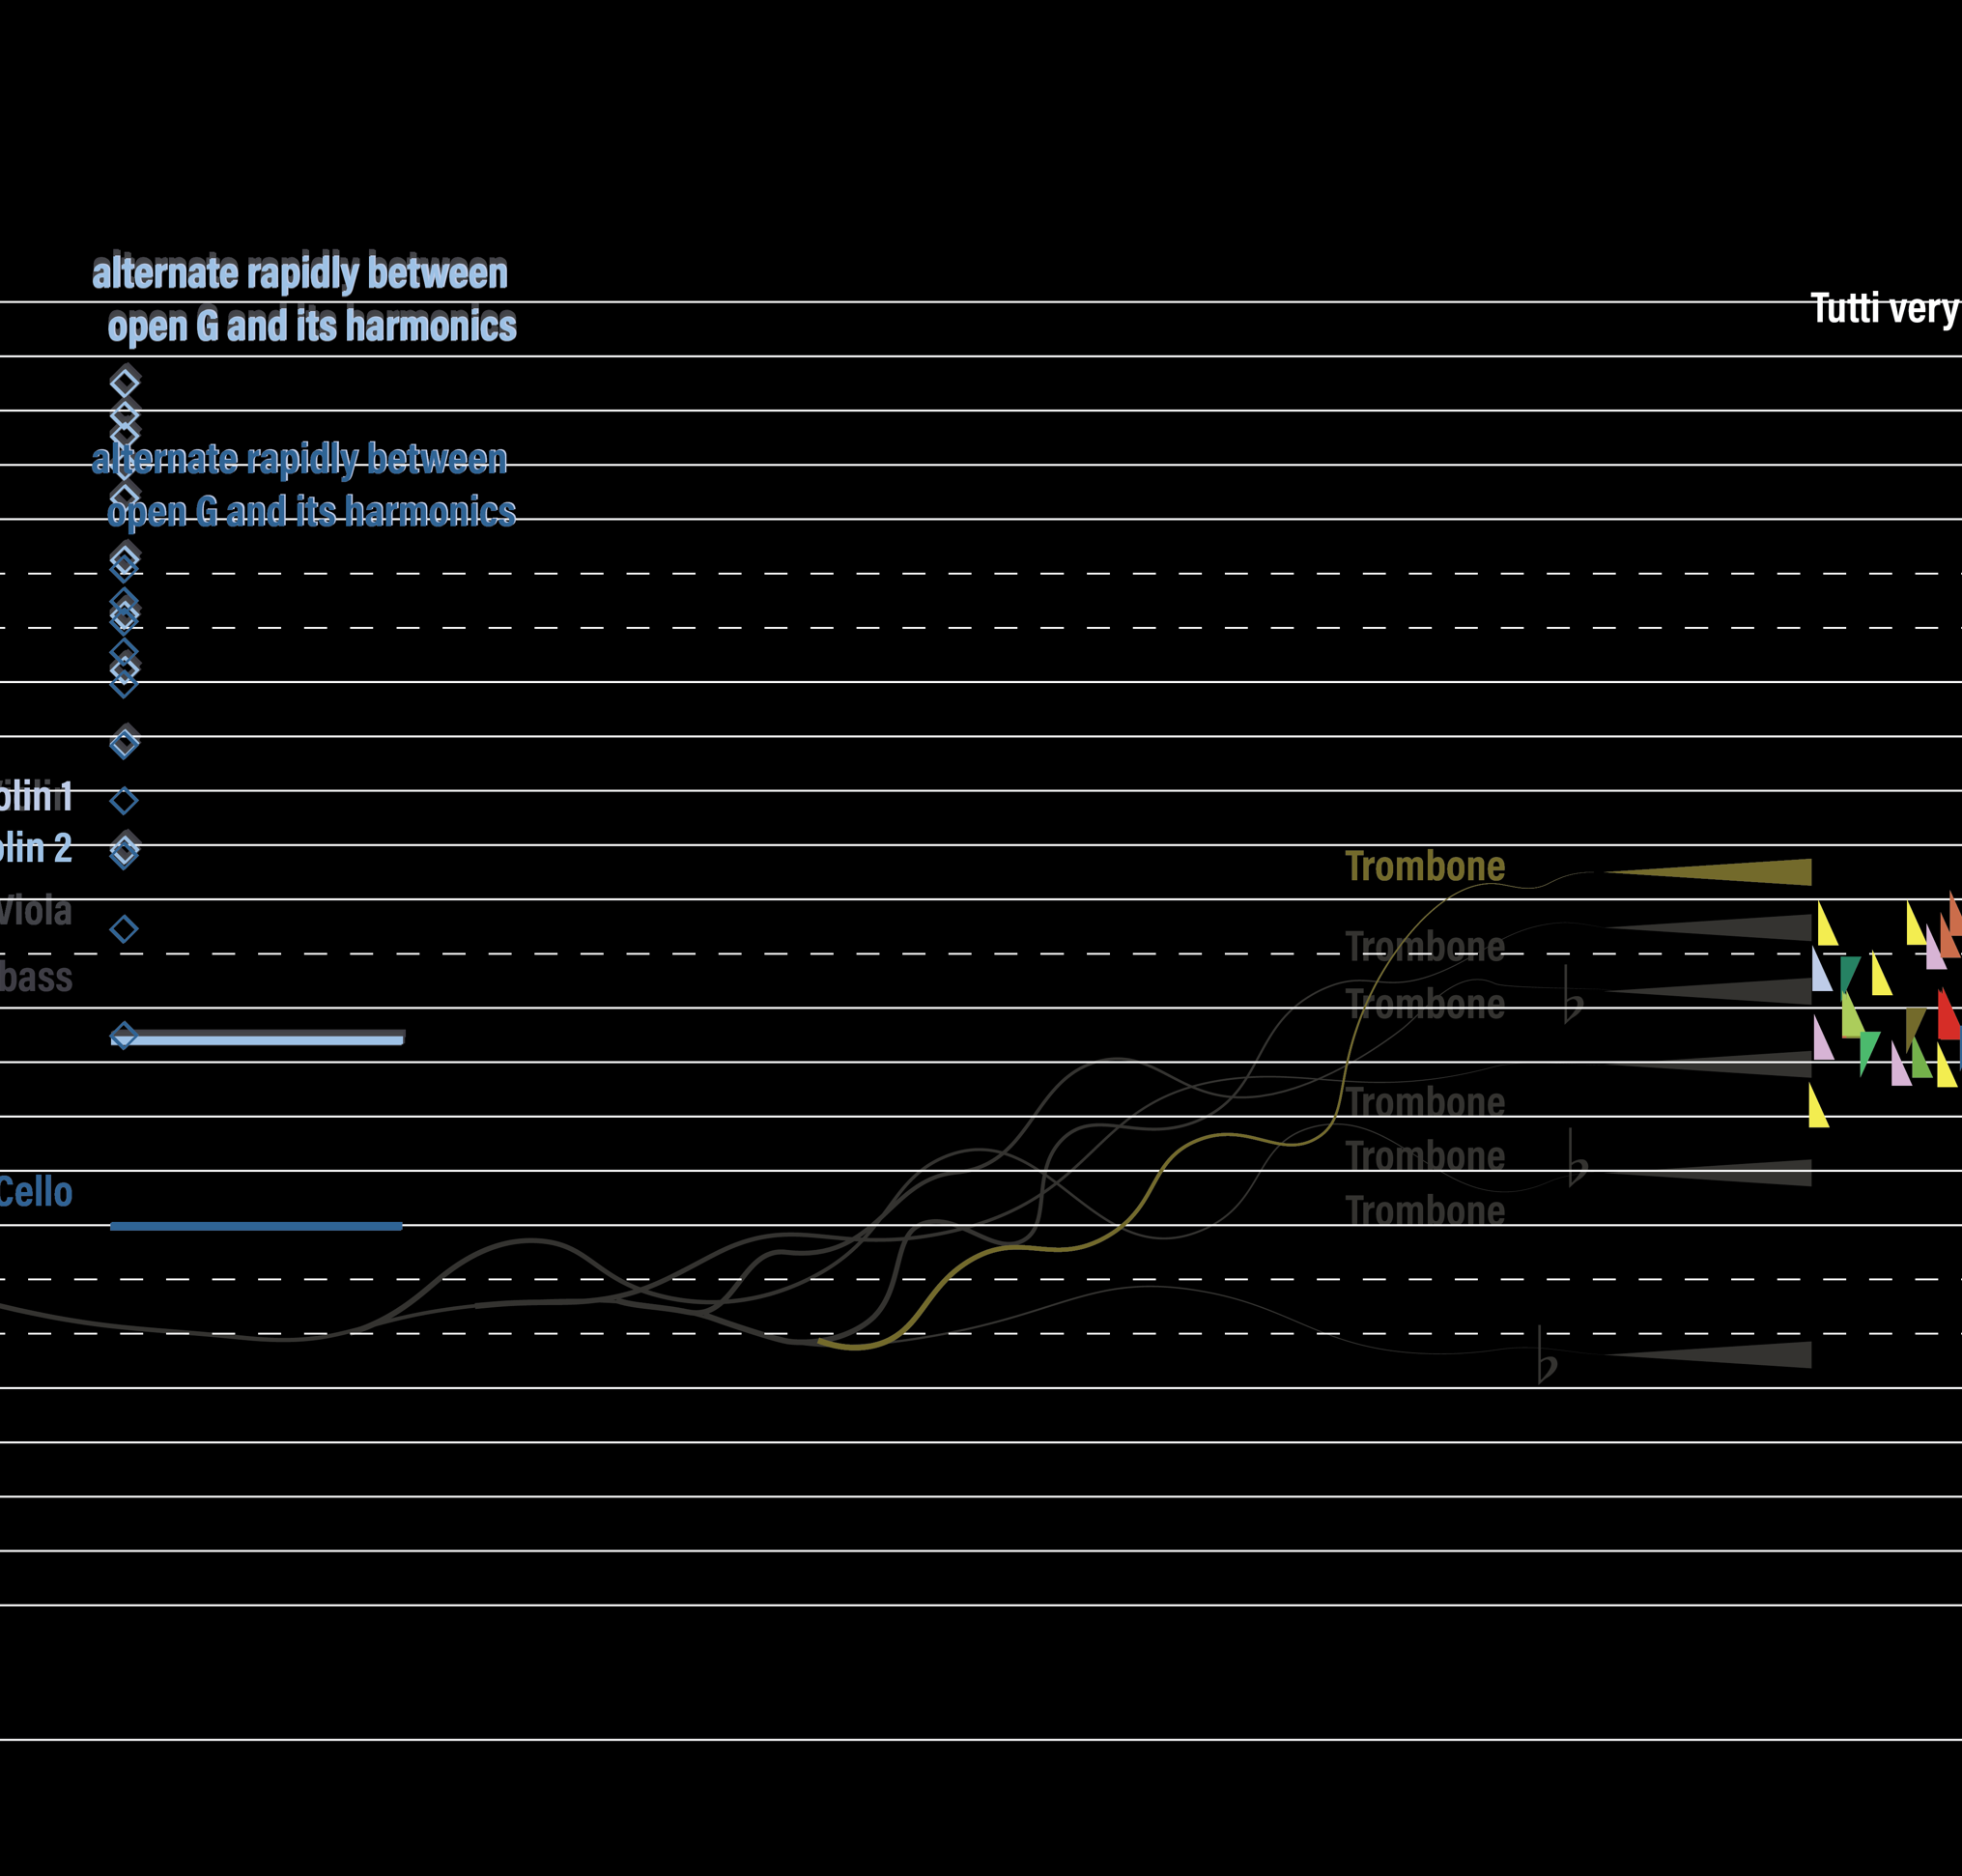 alternate rapidly between
open G and its harmonics
Tutti very
alternate rapidly between
open G and its harmonics
olin 1
olin 2
Viola
bass
Cello
Trombone
Trombone
Trombone
Trombone
Trombone
Trombone